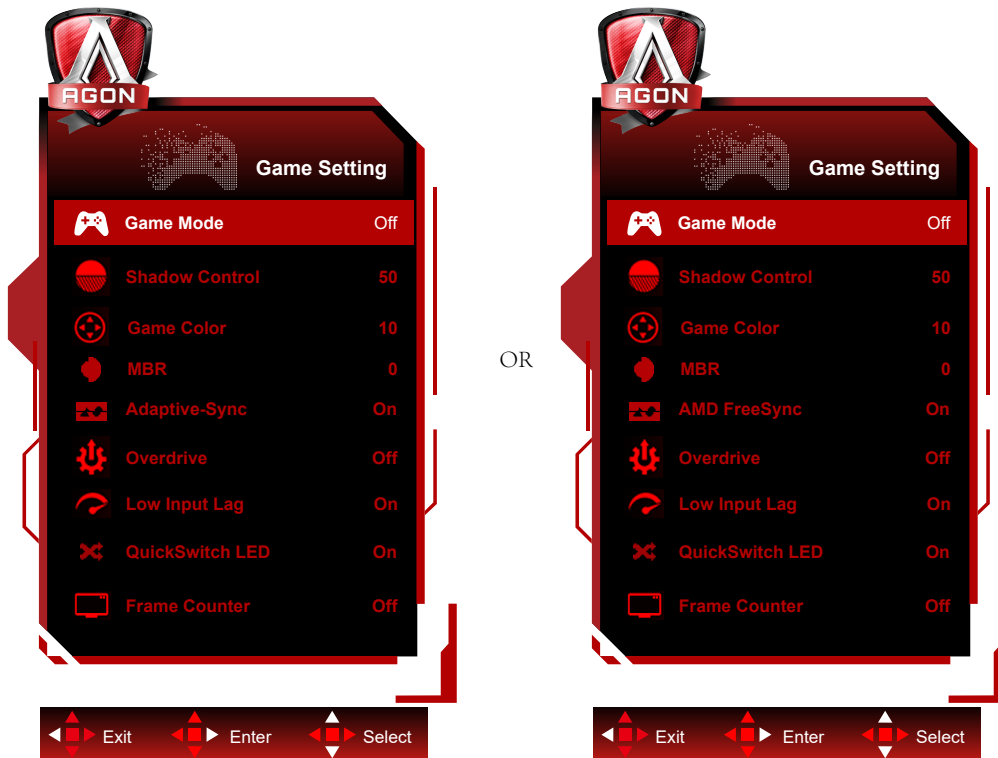 AGON
Game Setting
Game Mode Off
Shadow Control 50
Game Color 10
MBR 0
Adaptive-Sync On
Overdrive Off
Low Input Lag On
QuickSwitch LED On
Frame Counter Off
Exit Enter Select
OR
AGON
Game Setting
Game Mode Off
Shadow Control 50
Game Color 10
MBR 0
AMD FreeSync On
Overdrive Off
Low Input Lag On
QuickSwitch LED On
Frame Counter Off
Exit Enter Select